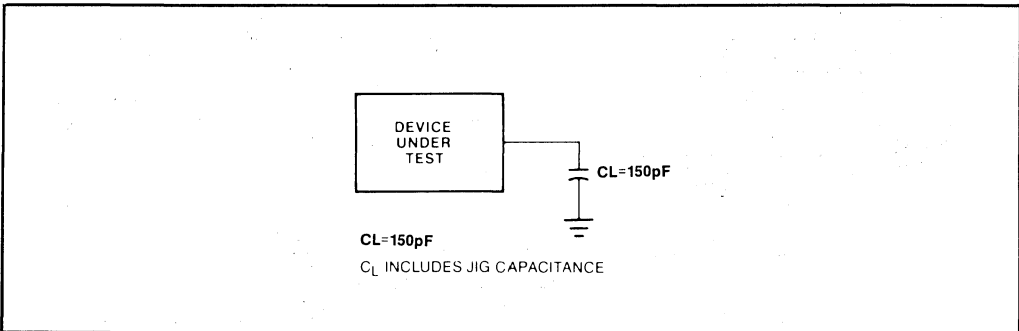 DEVICE
UNDER
TEST
CL=150pF
CL=150pF
CL INCLUDES JIG CAPACITANCE